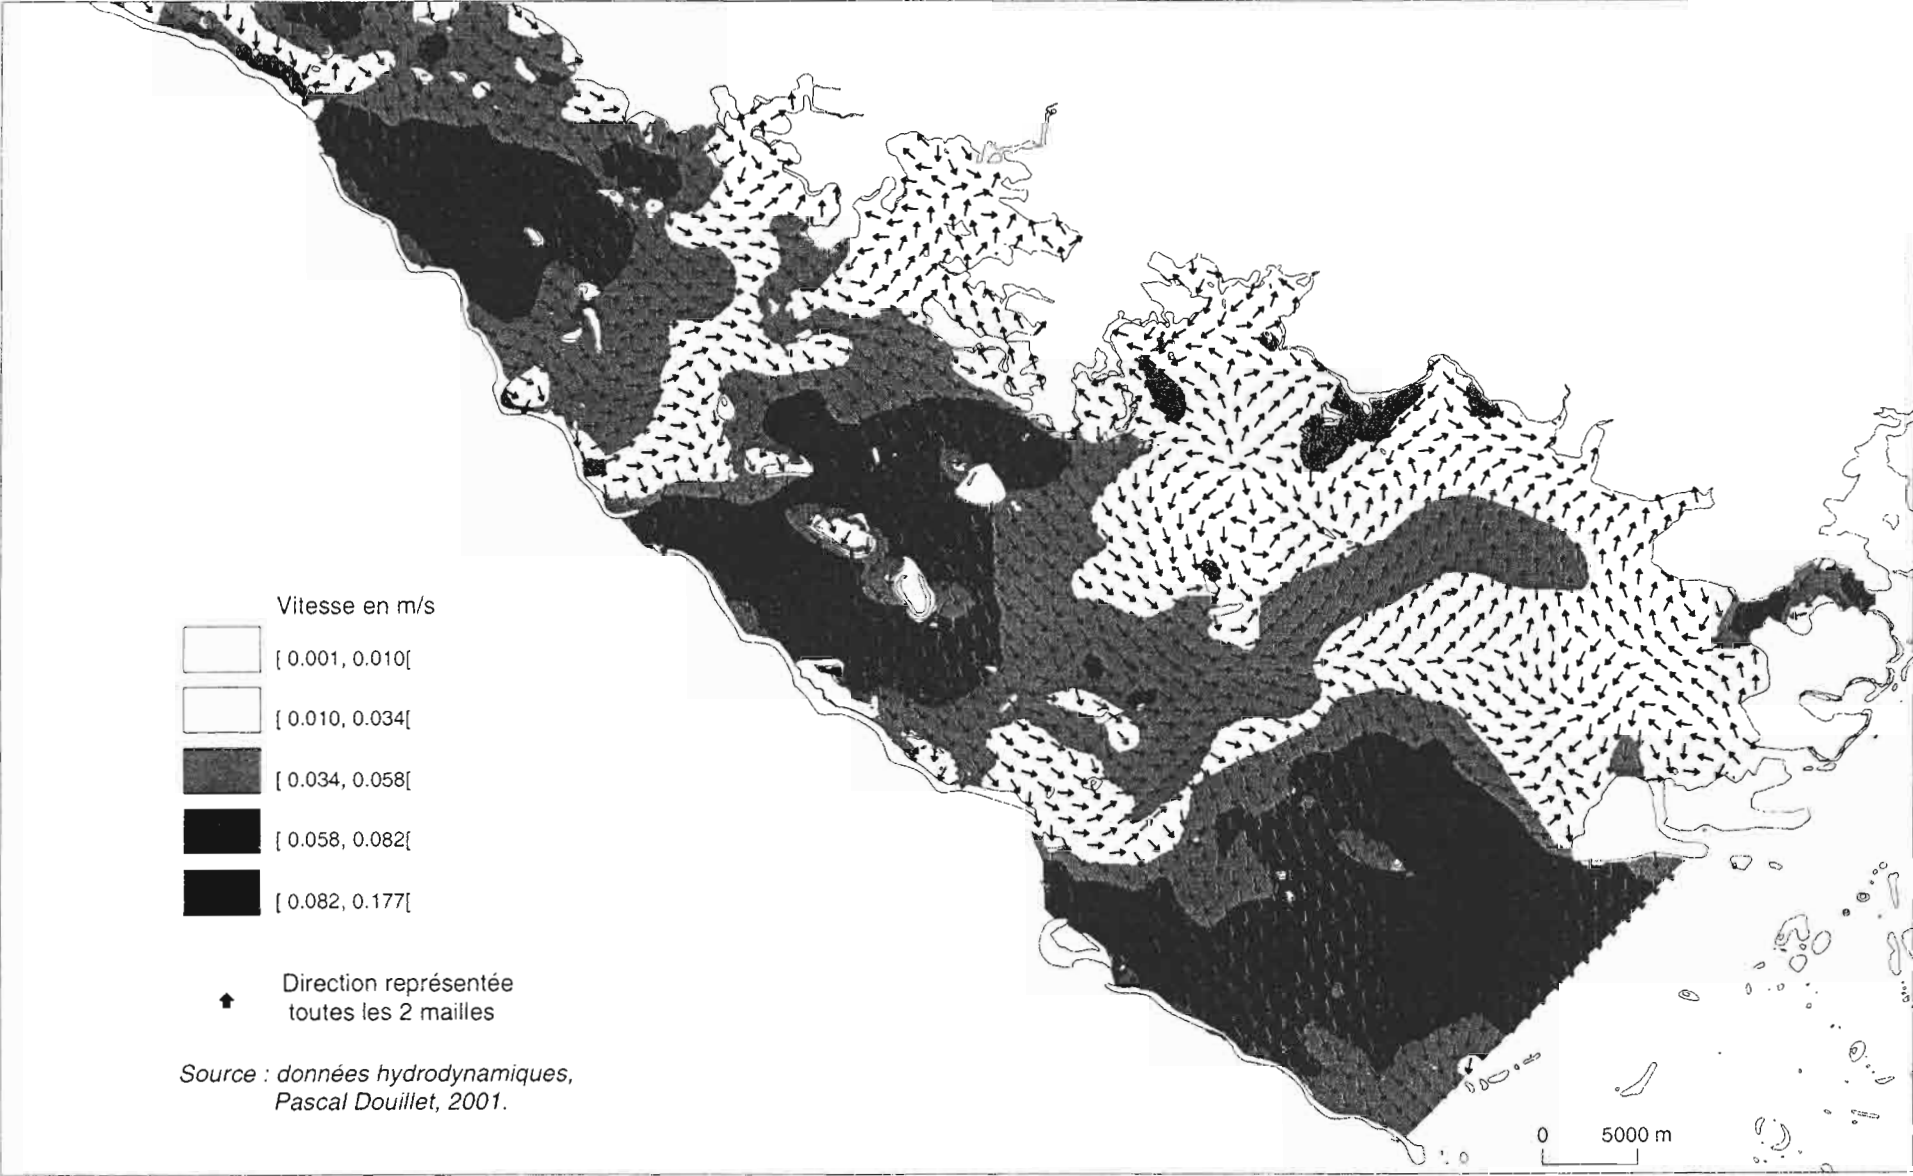 Vitesse en m/s
[ 0.001, 0.010[
[ 0.010, 0.034[
[ 0.034, 0.058[
[ 0.058, 0.082[
[ 0.082, 0.177[
Direction représentée
toutes les 2 mailles
Source : données hydrodynamiques,
Pascal Douillet, 2001.
0 5000 m